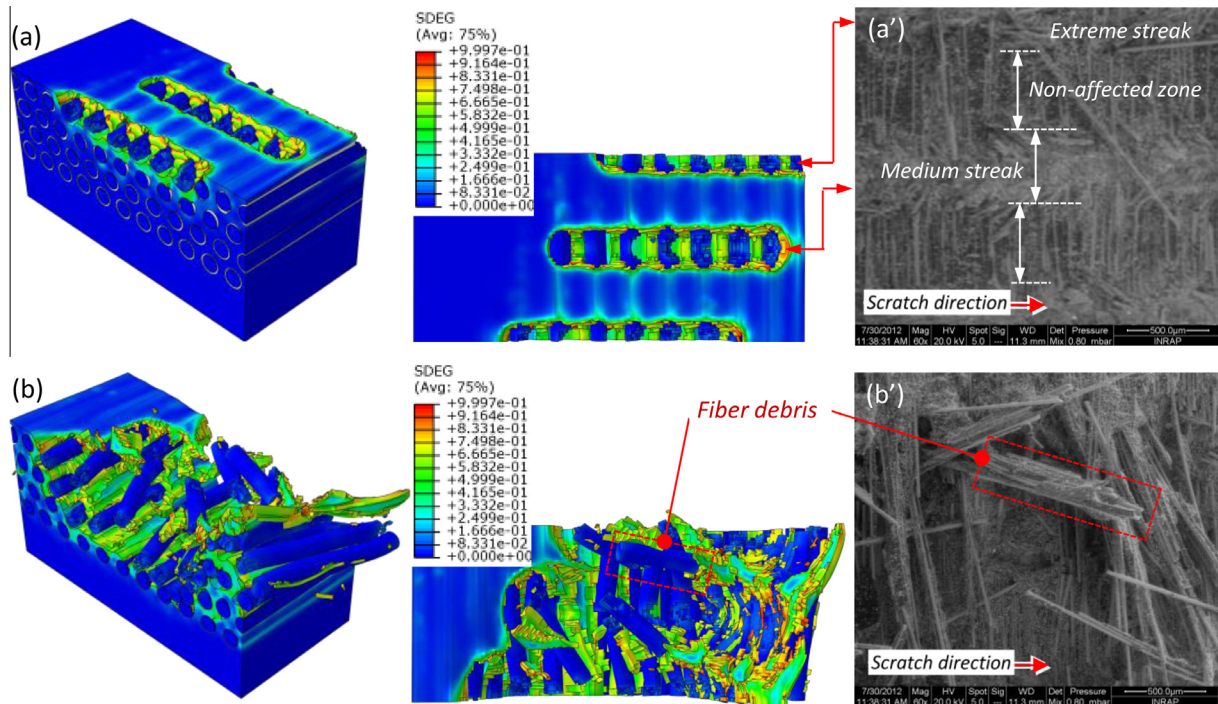 (a)
SDEG
(Avg: 75%)
+9.997e-01
+9.164e-01
+8.331e-01
+7.498e-01
+6.665e-01
+5.832e-01
+4.999e-01
+4.165e-01
+3.332e-01
+2.499e-01
+1.666e-01
+8.331e-02
+0.000e+00
(a')
Extreme streak
Non-affected zone
Medium streak
Scratch direction
7/30/2012 Mag HV Spot Sig WD Det Pressure 500.0µm
11:38:31 AM 60x 20.0 kV 5.0 --- 11.3 mm Mix 0.80 mbar INRAP
(b)
SDEG
(Avg: 75%)
+9.997e-01
+9.164e-01
+8.331e-01
+7.498e-01
+6.665e-01
+5.832e-01
+4.999e-01
+4.165e-01
+3.332e-01
+2.499e-01
+1.666e-01
+8.331e-02
+0.000e+00
Fiber debris
(b')
Scratch direction
7/30/2012 Mag HV Spot Sig WD Det Pressure 500.0µm
11:38:31 AM 60x 20.0 kV 5.0 --- 11.3 mm Mix 0.80 mbar INRAP